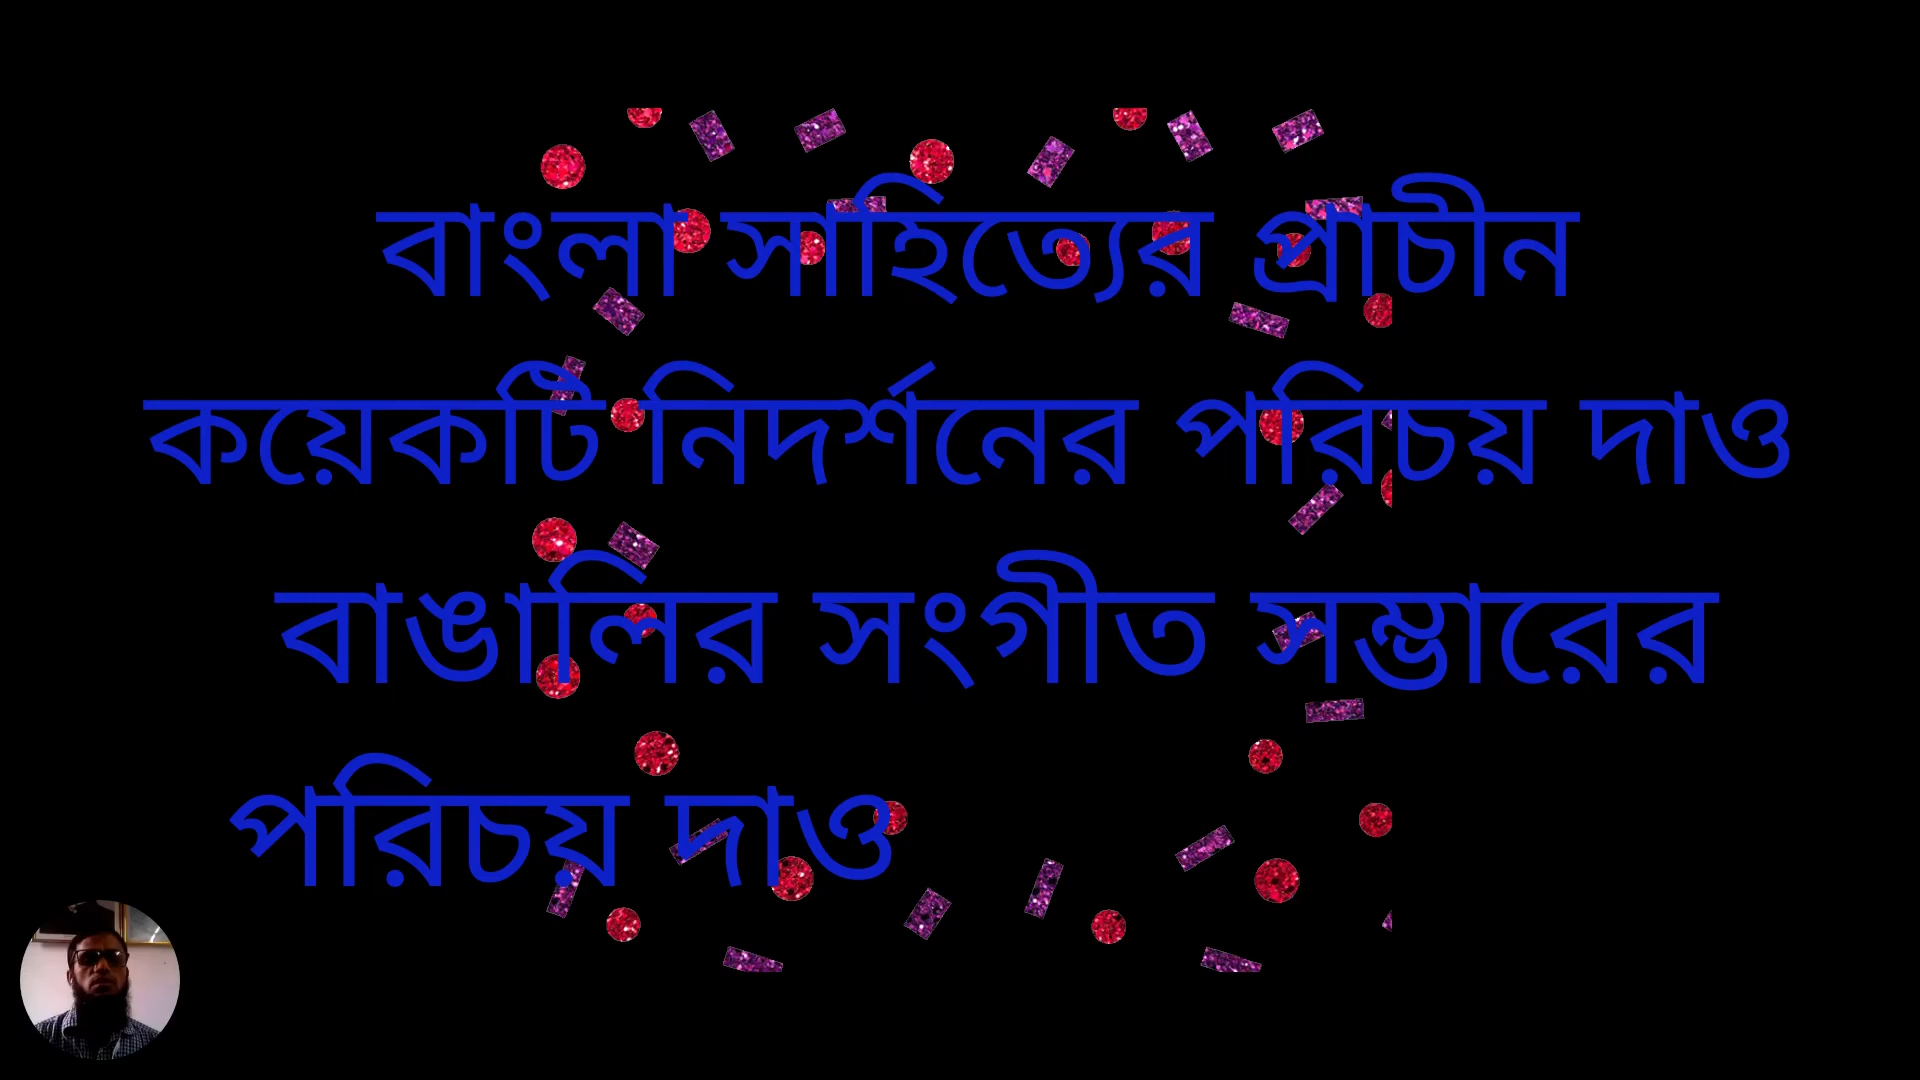 বাংলা সাহিত্যের প্রাচীন
কয়েকটি নিদর্শনের পরিচয় দাও
বাঙালির সংগীত সম্ভারের
পরিচয় দাও